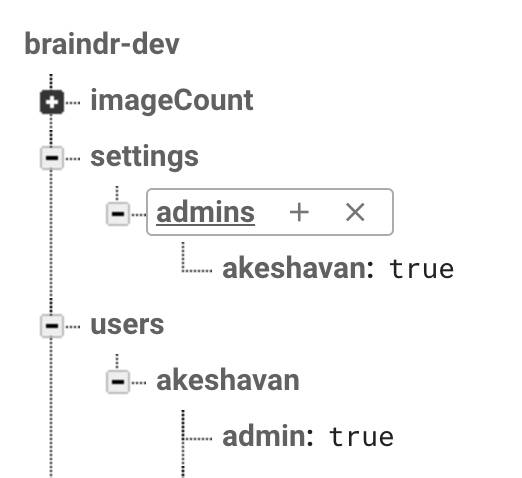 braindr-dev
imageCount
settings
admins + ×
akeshavan: true
users
akeshavan
admin: true